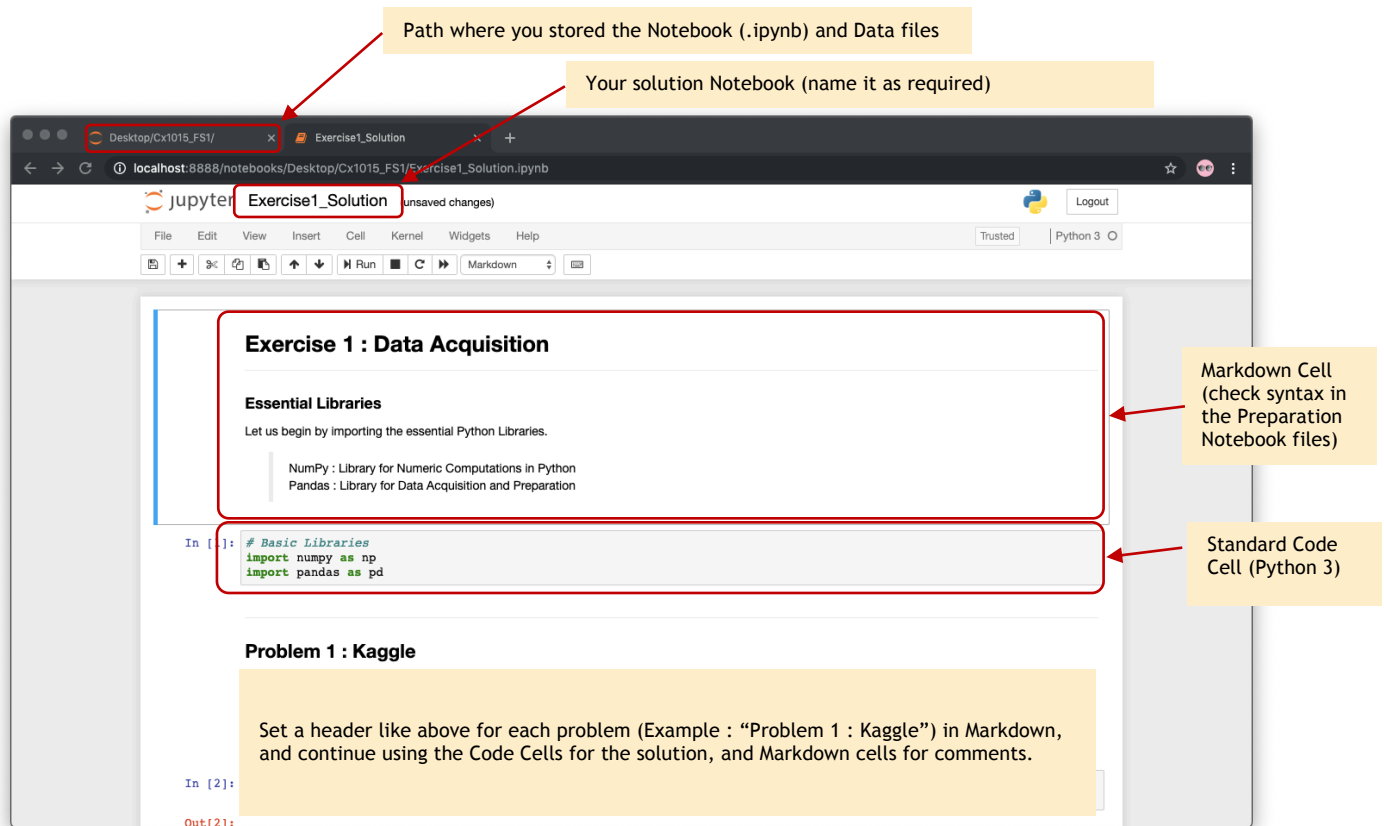 Path where you stored the Notebook (.ipynb) and Data files
Your solution Notebook (name it as required)
Desktop/Cx1015_FS1/
Exercise1_Solution
localhost:8888/notebooks/Desktop/Cx1015_FS1/Exercise1_Solution.ipynb
jupyter Exercise1_Solution (unsaved changes)
Logout
File Edit View Insert Cell Kernel Widgets Help
Trusted
Python 3
Run
Markdown
Exercise 1 : Data Acquisition
Essential Libraries
Let us begin by importing the essential Python Libraries.
NumPy : Library for Numeric Computations in Python
Pandas : Library for Data Acquisition and Preparation
Markdown Cell
(check syntax in
the Preparation
Notebook files)
In [1]: # Basic Libraries
import numpy as np
import pandas as pd
Standard Code
Cell (Python 3)
Problem 1 : Kaggle
Set a header like above for each problem (Example : “Problem 1 : Kaggle”) in Markdown,
and continue using the Code Cells for the solution, and Markdown cells for comments.
In [2]:
Out[2]: